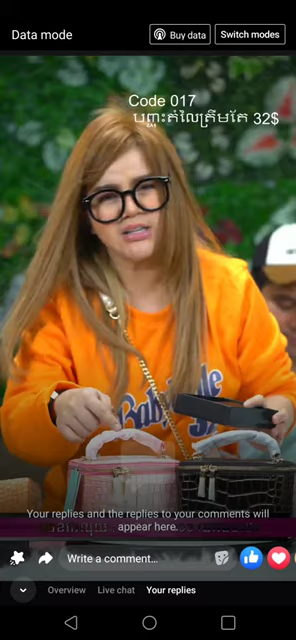 Data mode
Buy data
Switch modes
Code 017
បញ្ចុះតំលៃត្រឹមតែ 32$
Baby
Your replies and the replies to your comments will
appear here.
Write a comment...
Overview
Live chat
Your replies